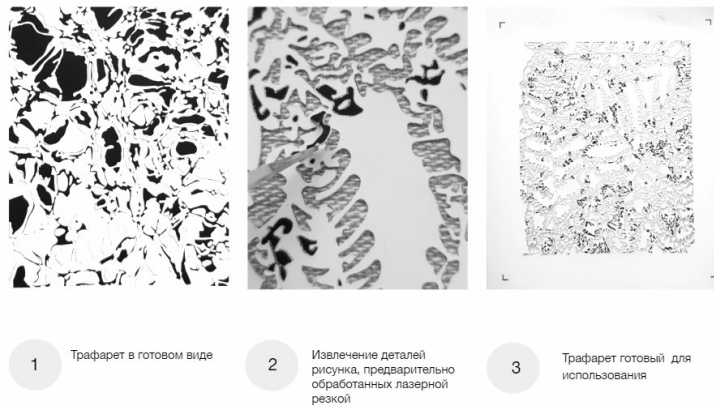 1
Трафарет в готовом виде
2
Извлечение деталей
рисунка, предварительно
обработанных лазерной
резкой
3
Трафарет готовый для
использования